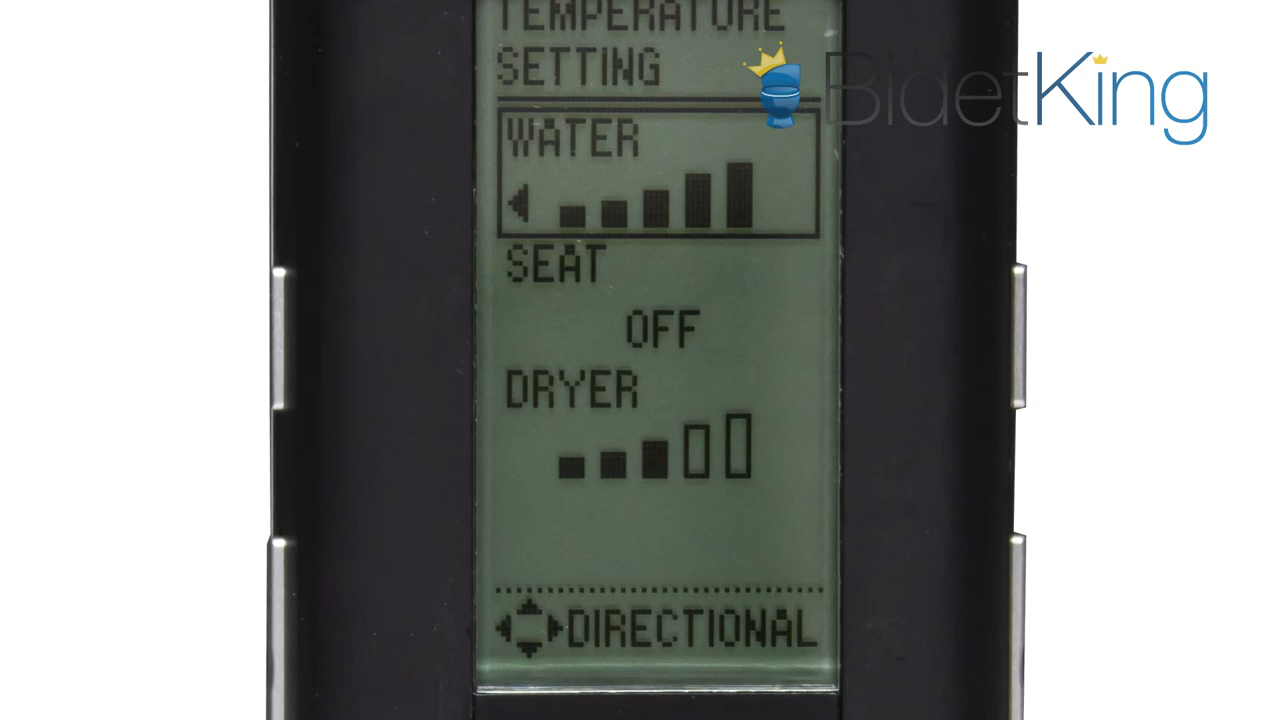 TEMPERATURE
SETTING
BidetKing
WATER
SEAT
OFF
DRYER
DIRECTIONAL